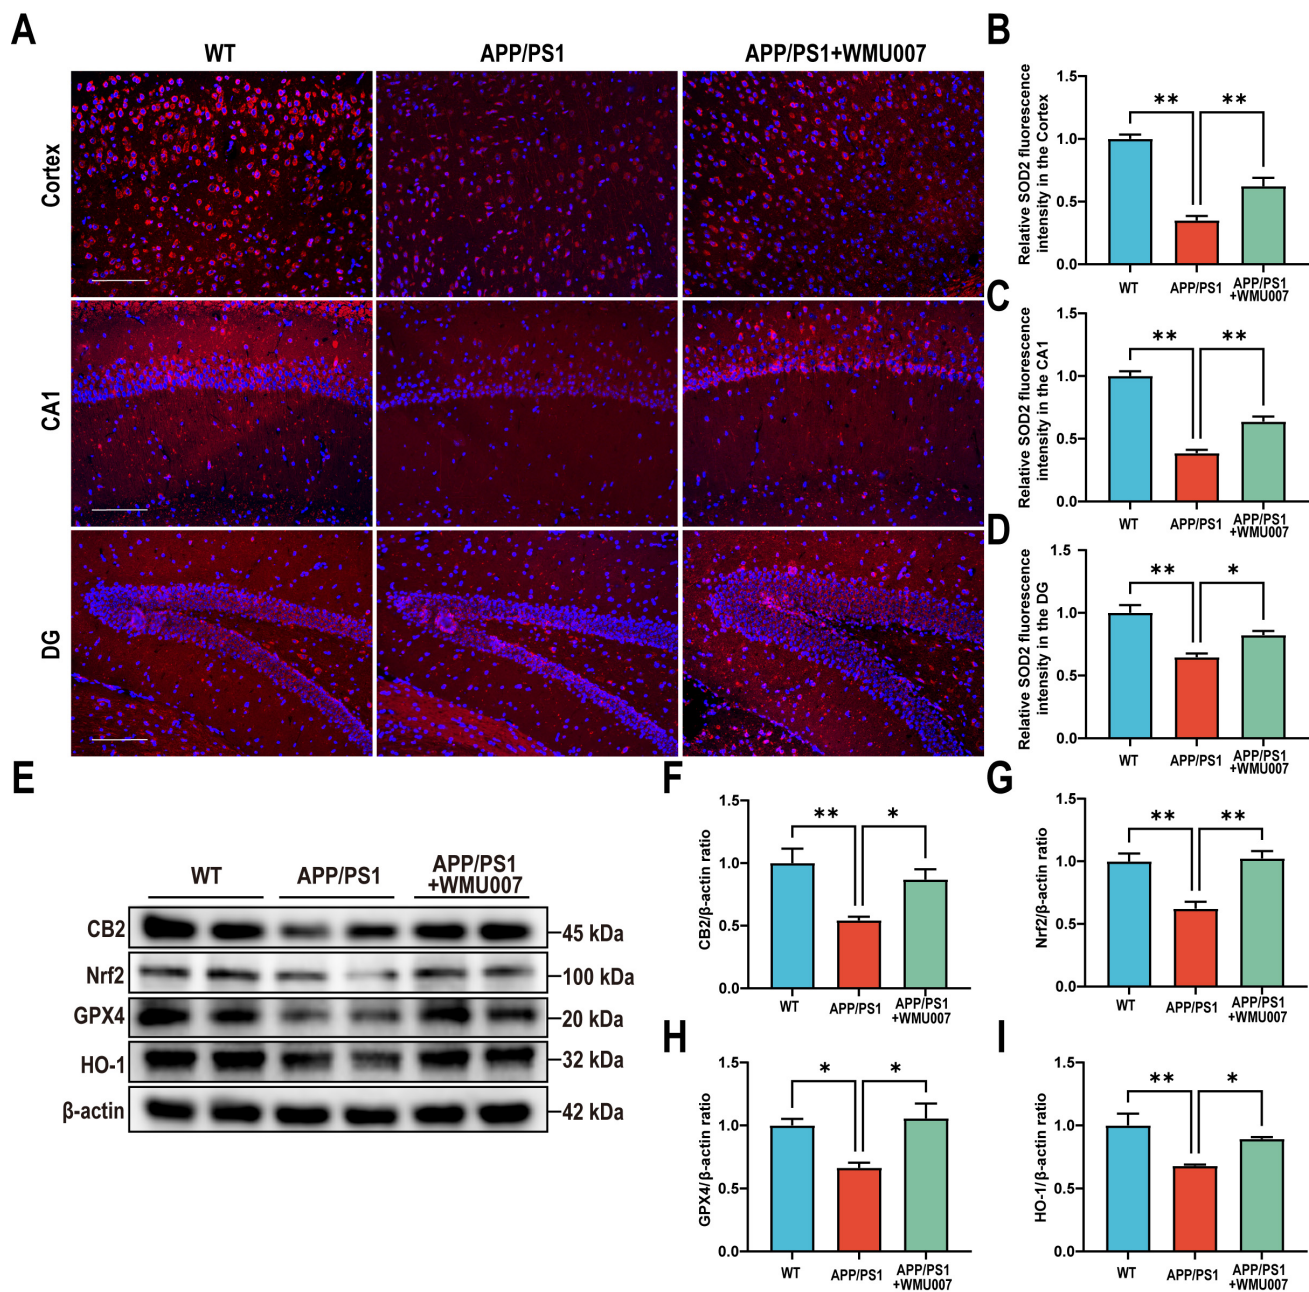 A
WT
APP/PS1
APP/PS1+WMU007
Cortex
CA1
DG
B
Relative SOD2 fluorescence
intensity in the Cortex
1.5
1.0
0.5
0.0
**
**
WT
APP/PS1
APP/PS1
+WMU007
C
Relative SOD2 fluorescence
intensity in the CA1
1.5
1.0
0.5
0.0
**
**
WT
APP/PS1
APP/PS1
+WMU007
D
Relative SOD2 fluorescence
intensity in the DG
1.5
1.0
0.5
0.0
**
*
WT
APP/PS1
APP/PS1
+WMU007
E
WT
APP/PS1
APP/PS1
+WMU007
CB2
45 kDa
Nrf2
100 kDa
GPX4
20 kDa
HO-1
32 kDa
β-actin
42 kDa
F
CB2/β-actin ratio
1.5
1.0
0.5
0.0
**
*
WT
APP/PS1
APP/PS1
+WMU007
G
Nrf2/β-actin ratio
1.5
1.0
0.5
0.0
**
**
WT
APP/PS1
APP/PS1
+WMU007
H
GPX4/β-actin ratio
1.5
1.0
0.5
0.0
*
*
WT
APP/PS1
APP/PS1
+WMU007
I
HO-1/β-actin ratio
1.5
1.0
0.5
0.0
**
*
WT
APP/PS1
APP/PS1
+WMU007